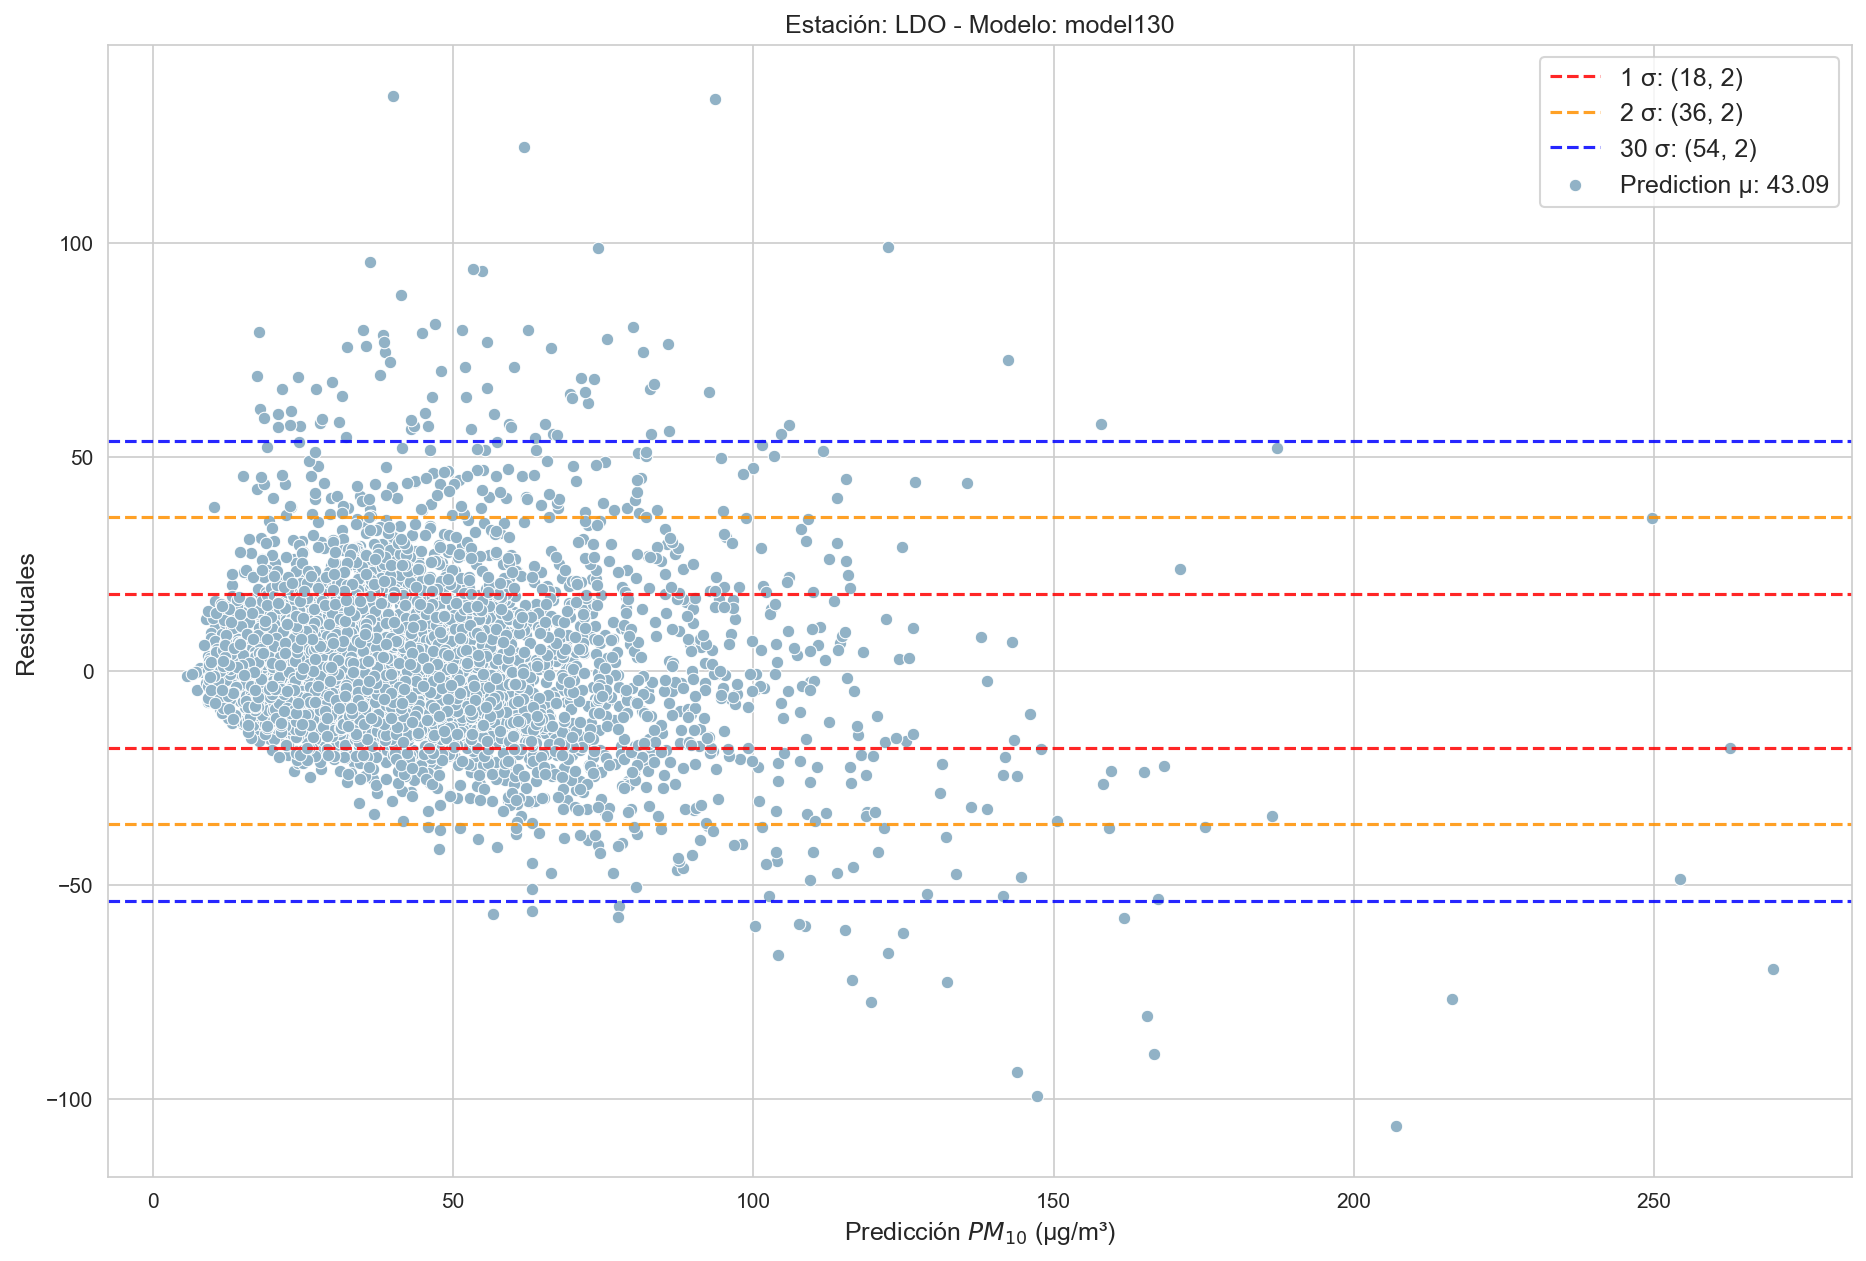 Estación: LDO - Modelo: model130
1 σ: (18, 2)
2 σ: (36, 2)
30 σ: (54, 2)
Prediction μ: 43.09
Residuales
100
50
0
−50
−100
0 50 100 150 200 250
Predicción PM₁₀ (µg/m³)